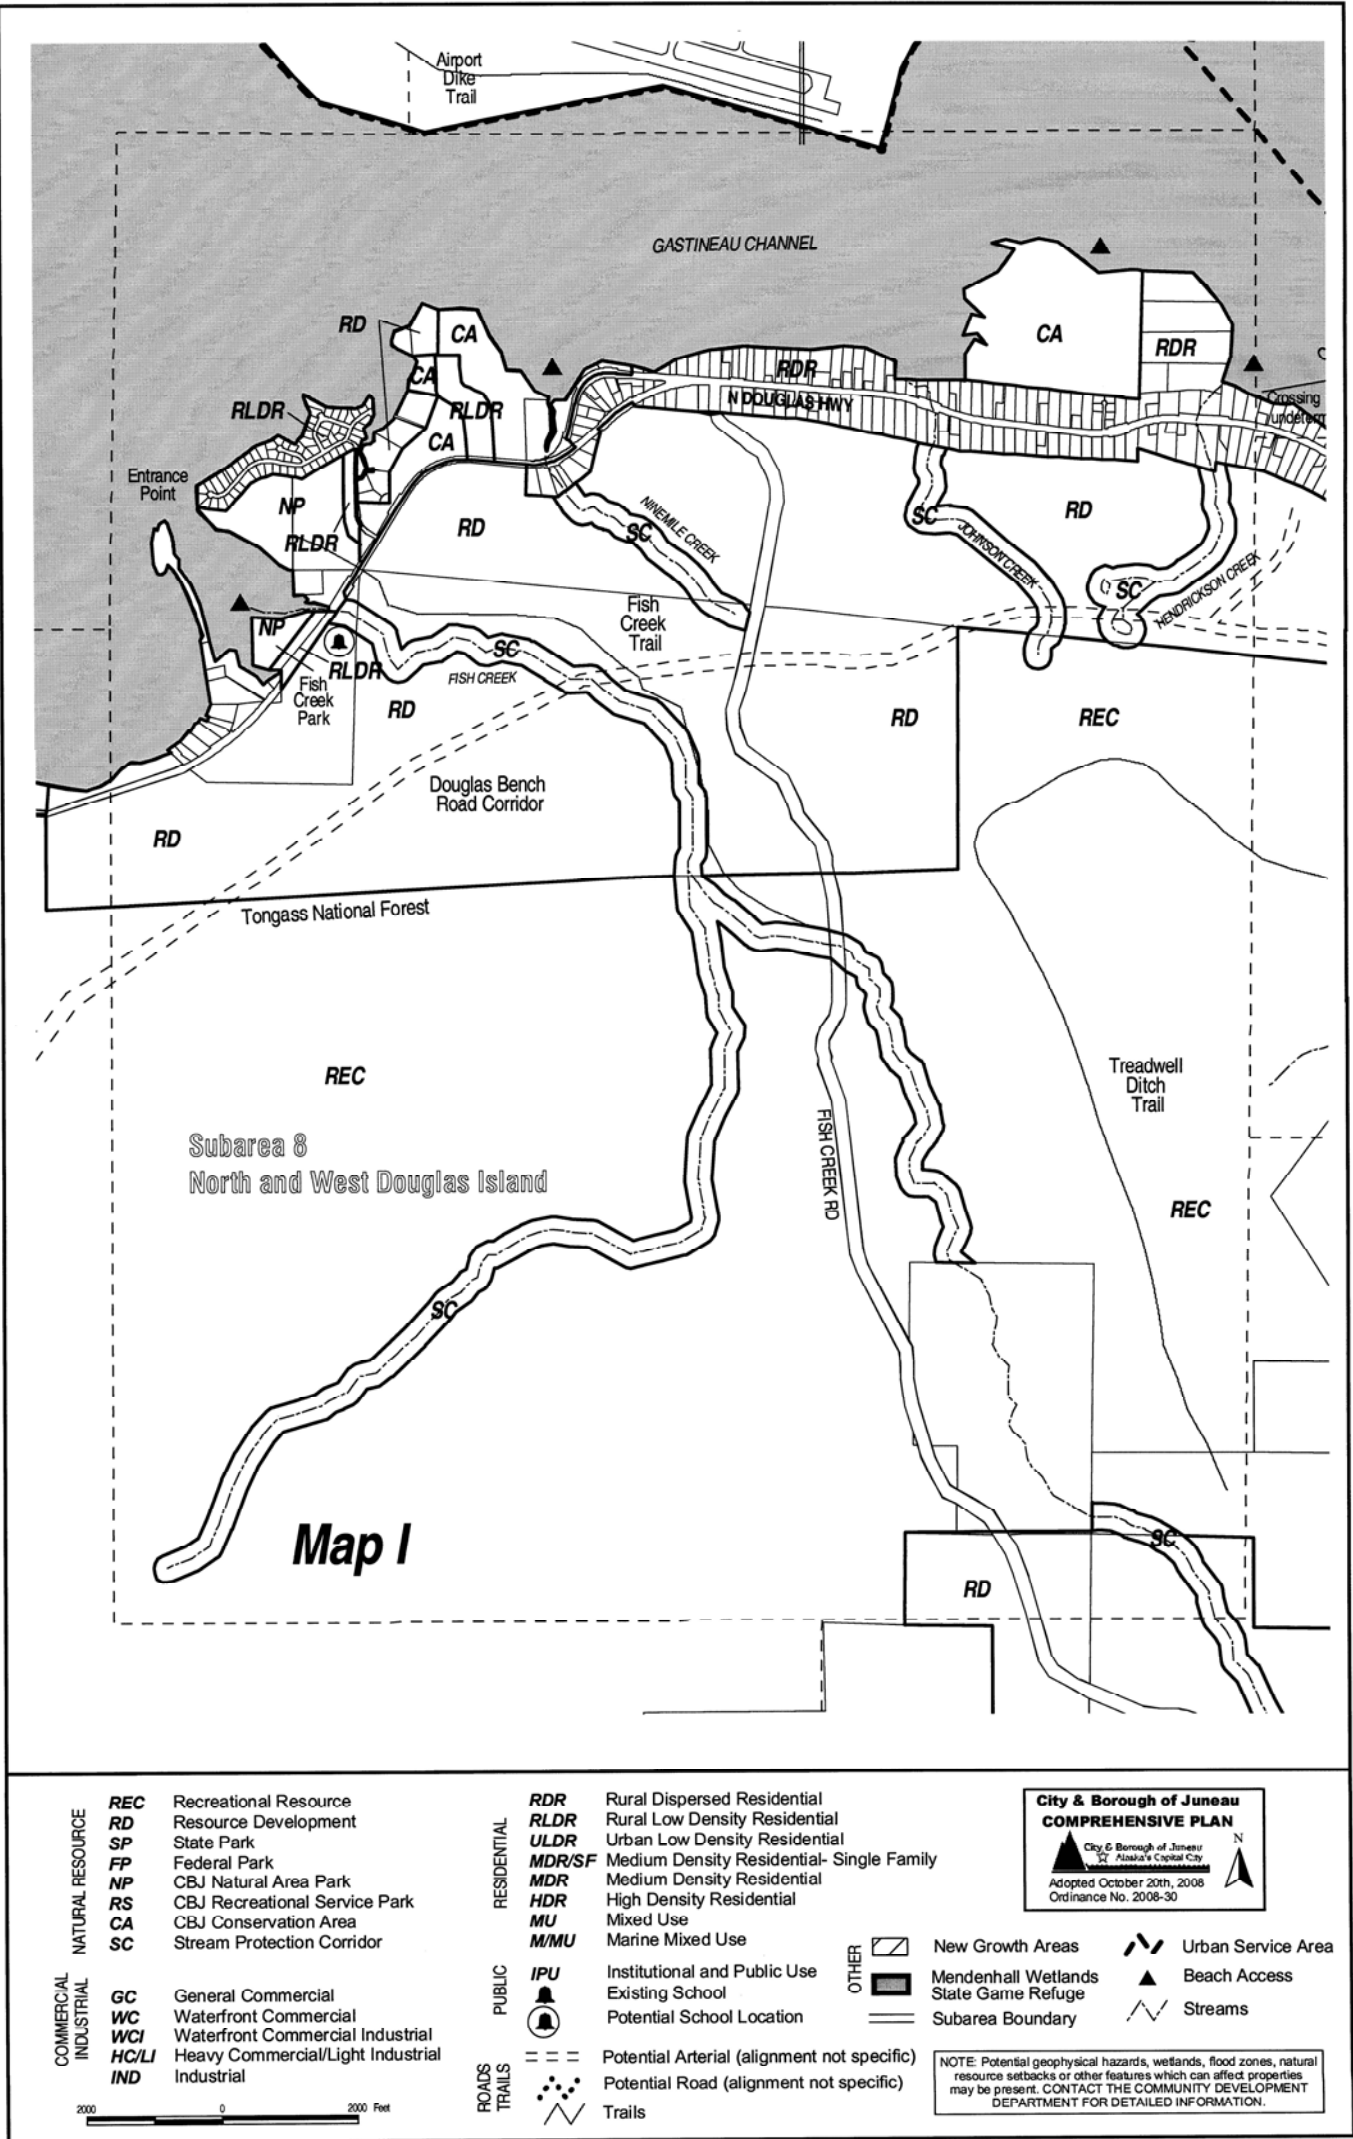 Airport
Dike
Trail
GASTINEAU CHANNEL
RD
CA
CA
RDR
CA
RDR
RLDR
RLDR
N DOUGLAS HWY
Crossing
CA
Entrance
Point
NP
RLDR
RD
SC
NINEMILE CREEK
SC
JOHNSON CREEK
RD
SC
HENDRICKSON CREEK
Fish
Creek
Trail
NP
RLDR
SC
FISH CREEK
Fish
Creek
Park
RD
RD
REC
Douglas Bench
Road Corridor
RD
Tongass National Forest
REC
Treadwell
Ditch
Trail
FISH CREEK RD
Subarea 8
North and West Douglas Island
REC
SC
Map I
SC
RD
NATURAL RESOURCE
REC Recreational Resource
RD Resource Development
SP State Park
FP Federal Park
NP CBJ Natural Area Park
RS CBJ Recreational Service Park
CA CBJ Conservation Area
SC Stream Protection Corridor
COMMERCIAL
INDUSTRIAL
GC General Commercial
WC Waterfront Commercial
WCI Waterfront Commercial Industrial
HC/LI Heavy Commercial/Light Industrial
IND Industrial
2000 0 2000 Feet
RESIDENTIAL
RDR Rural Dispersed Residential
RLDR Rural Low Density Residential
ULDR Urban Low Density Residential
MDR/SF Medium Density Residential- Single Family
MDR Medium Density Residential
HDR High Density Residential
MU Mixed Use
M/MU Marine Mixed Use
PUBLIC
IPU Institutional and Public Use
Existing School
Potential School Location
ROADS
TRAILS
Potential Arterial (alignment not specific)
Potential Road (alignment not specific)
Trails
OTHER
New Growth Areas
Mendenhall Wetlands
State Game Refuge
Subarea Boundary
Urban Service Area
Beach Access
Streams
City & Borough of Juneau
COMPREHENSIVE PLAN
City & Borough of Juneau
Alaska's Capital City
N
Adopted October 20th, 2008
Ordinance No. 2008-30
NOTE: Potential geophysical hazards, wetlands, flood zones, natural
resource setbacks or other features which can affect properties
may be present. CONTACT THE COMMUNITY DEVELOPMENT
DEPARTMENT FOR DETAILED INFORMATION.